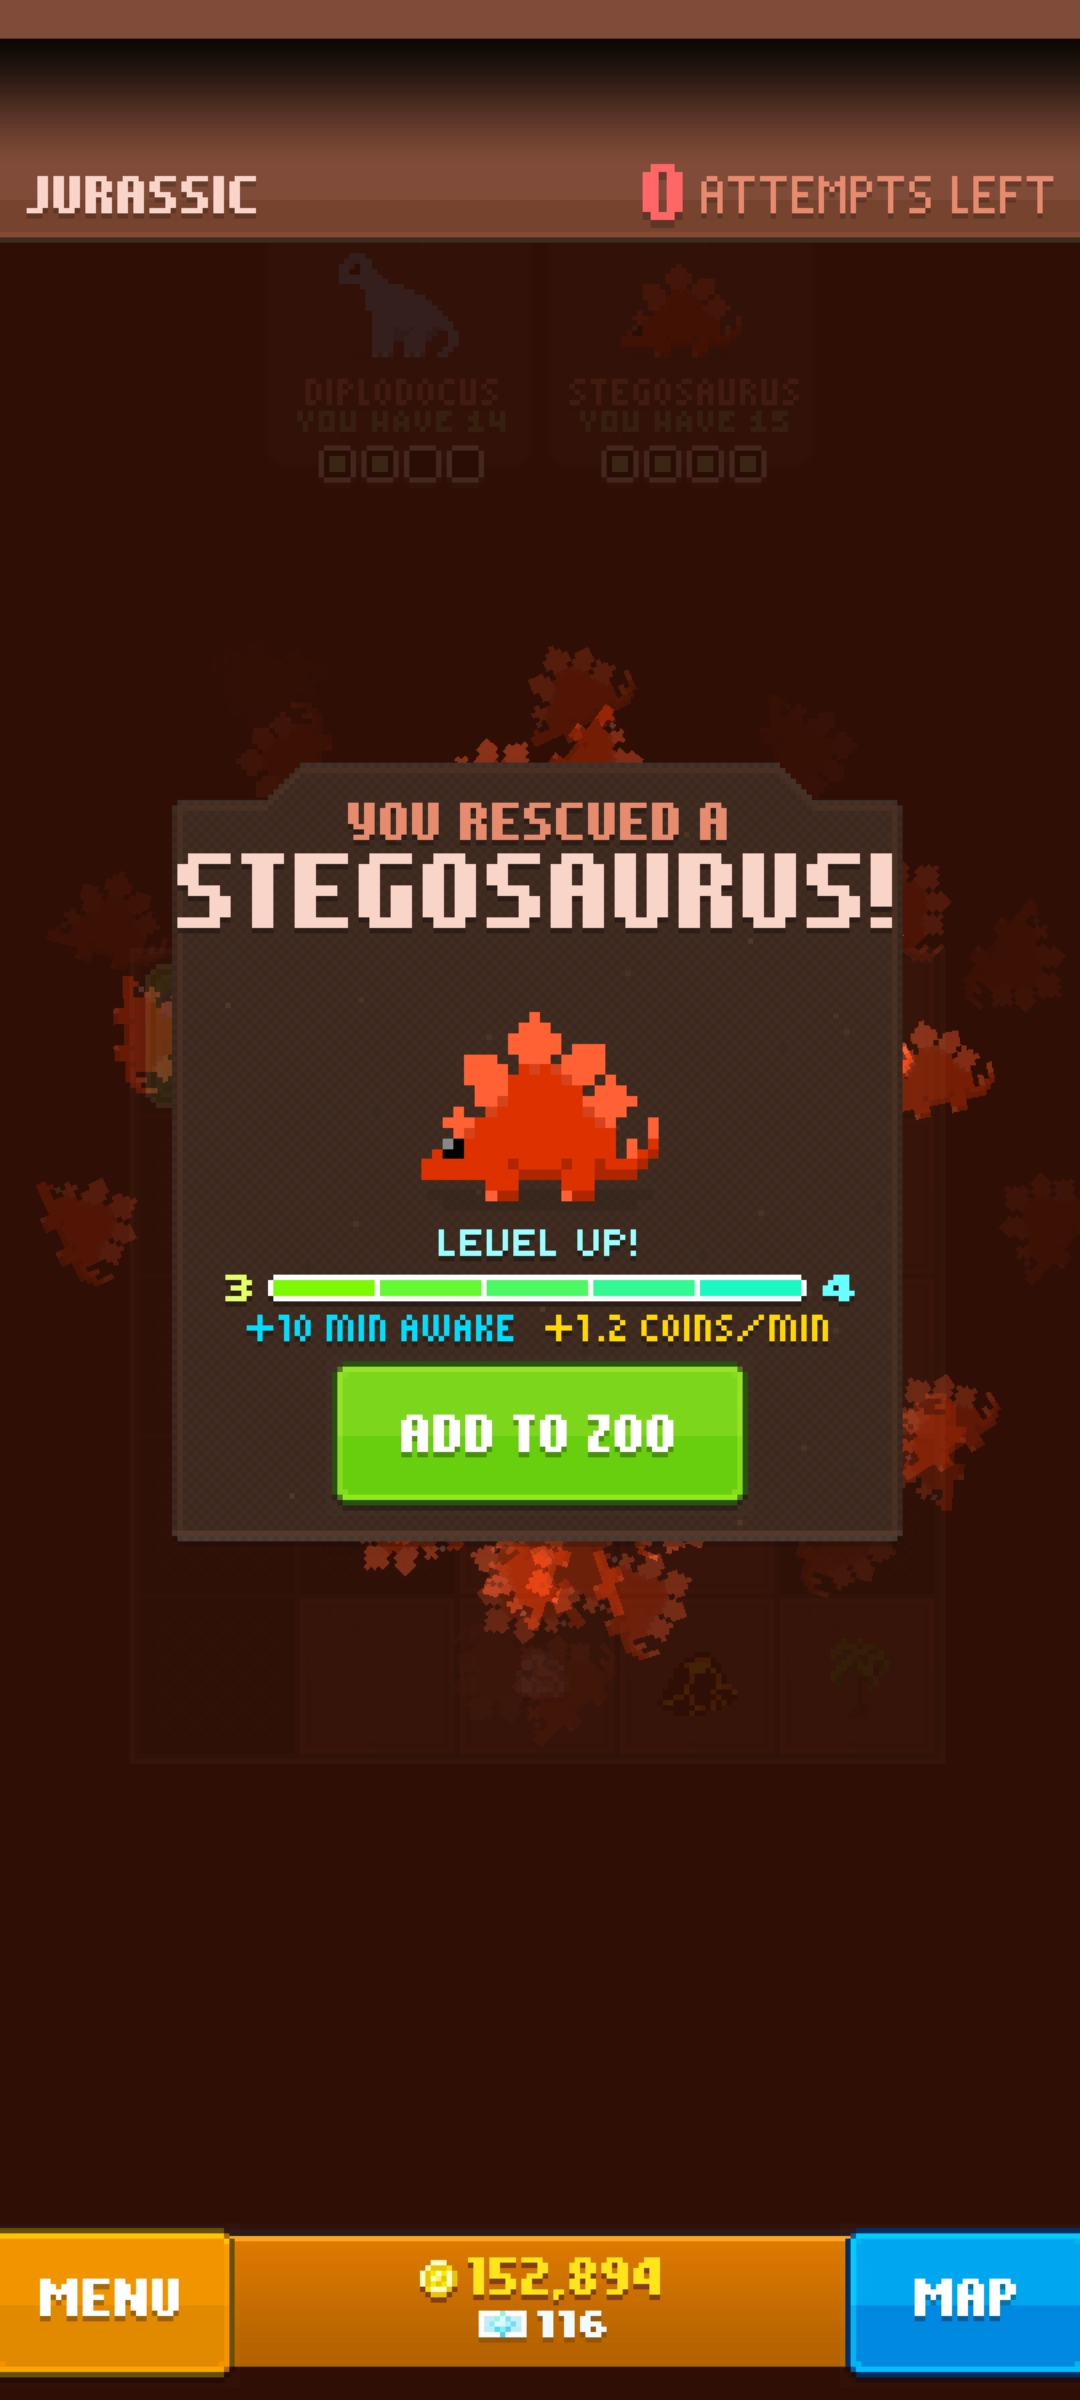 JURASSIC
0 ATTEMPTS LEFT
DIPLODOCUS
YOU HAVE 14
STEGOSAURUS
YOU HAVE 15
YOU RESCUED A
STEGOSAURUS!
LEVEL UP!
3 4
+10 MIN AWAKE +1.2 COINS/MIN
ADD TO ZOO
MENU
152,894
116
MAP